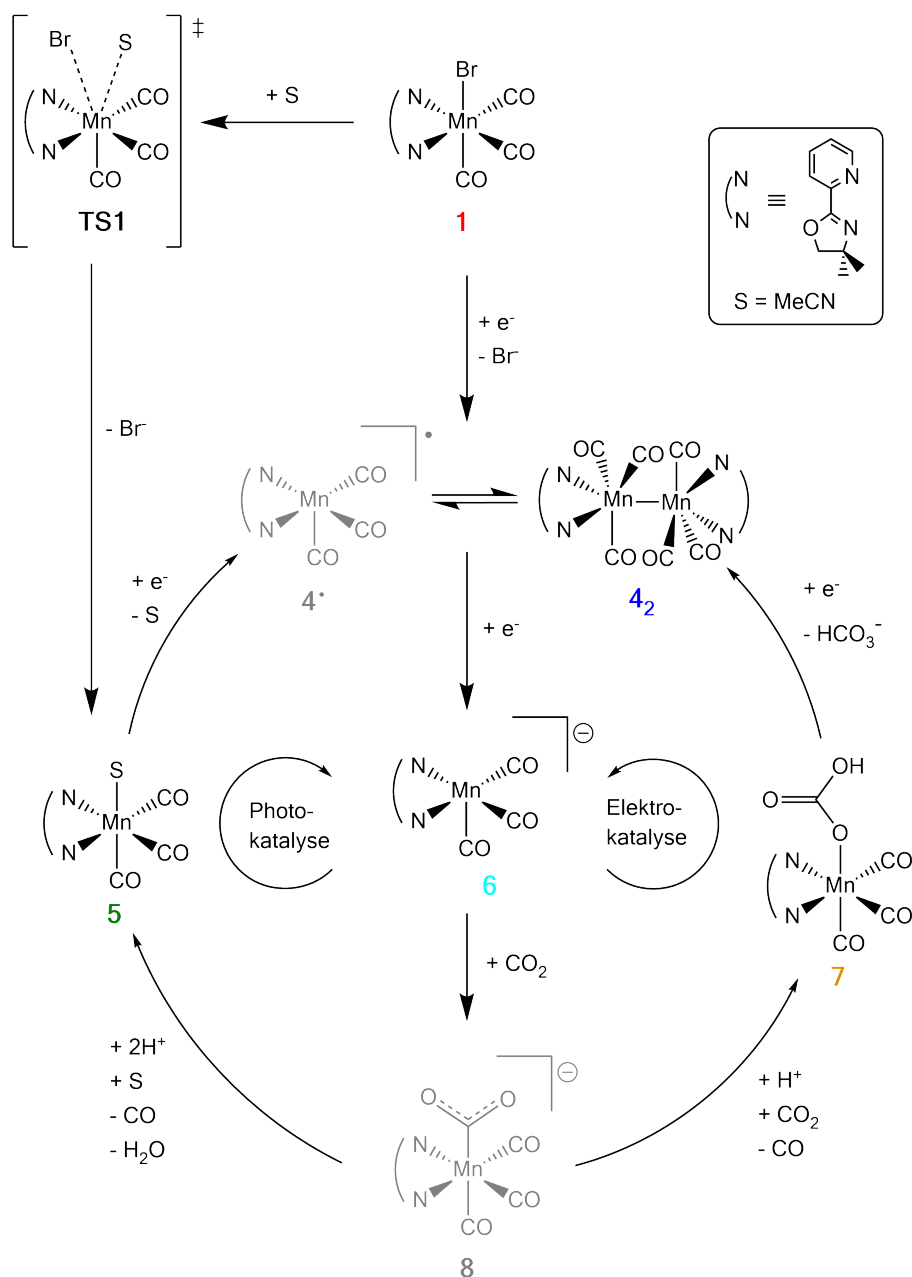 Br
S
N
CO
Mn
N
CO
CO
‡
TS1
+ S
Br
N
CO
Mn
N
CO
CO
1
N
N
≡
N
O
N
S = MeCN
+ e⁻
- Br⁻
- Br⁻
N
CO
Mn
N
CO
CO
•
4•
OC
CO
CO
N
N
Mn
Mn
N
N
CO
OC
CO
4₂
+ e⁻
- S
+ e⁻
+ e⁻
- HCO₃⁻
S
N
CO
Mn
N
CO
CO
5
Photo-
katalyse
N
CO
Mn
N
CO
CO
⊖
6
Elektro-
katalyse
OH
O
O
N
CO
Mn
N
CO
CO
7
+ CO₂
+ 2H⁺
+ S
- CO
- H₂O
O
O
⊖
N
CO
Mn
N
CO
CO
8
+ H⁺
+ CO₂
- CO